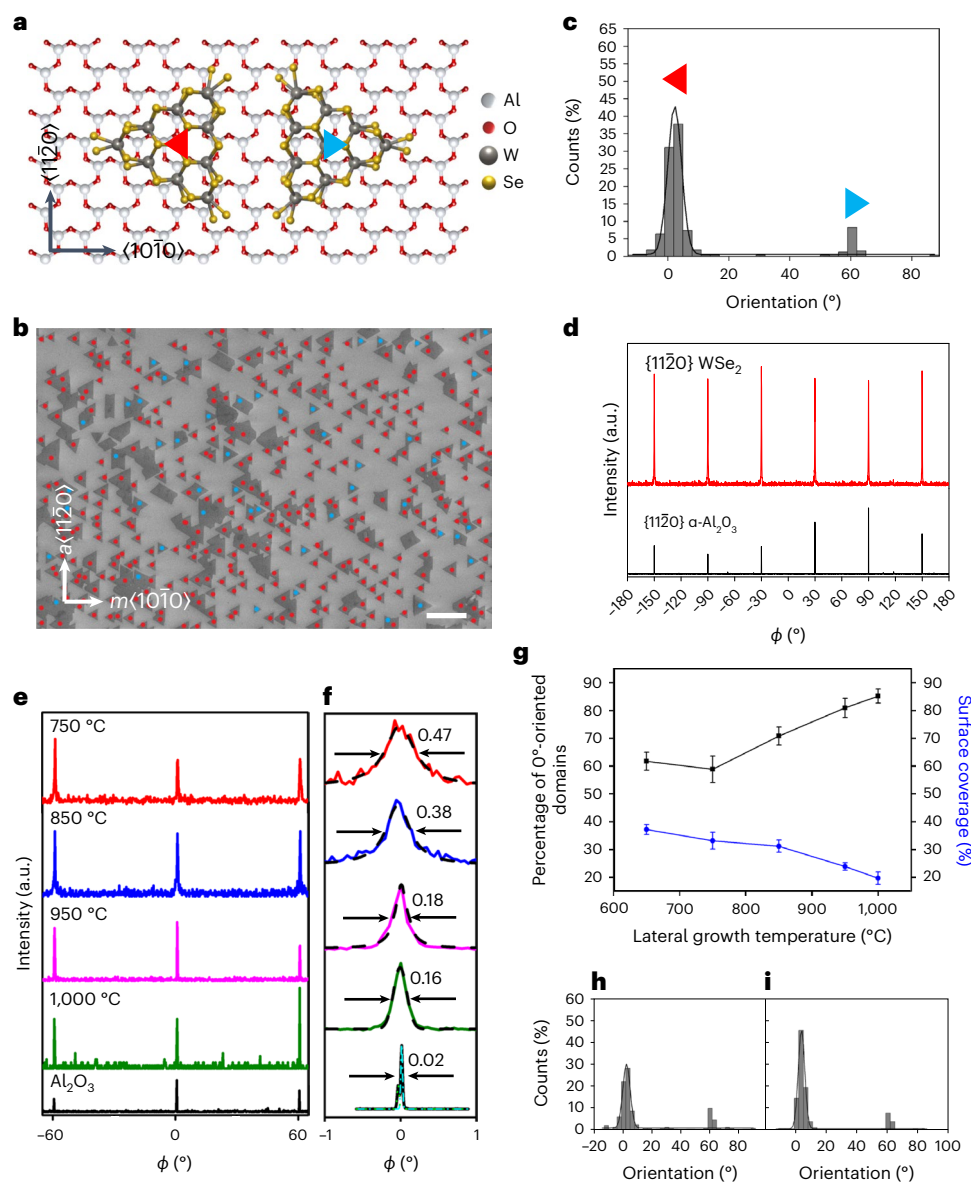 a
Al
O
W
Se
⟨11̅20⟩
⟨101̅0⟩
b
a⟨112̅0⟩
m⟨101̅0⟩
c
65
60
55
50
45
40
35
30
25
20
15
10
5
0
Counts (%)
0 20 40 60 80
Orientation (°)
d
{112̅0} WSe₂
{112̅0} α-Al₂O₃
Intensity (a.u.)
-180 -150 -120 -90 -60 -30 0 30 60 90 120 150 180
ϕ (°)
e
750 °C
850 °C
950 °C
1,000 °C
Al₂O₃
Intensity (a.u.)
−60 0 60
ϕ (°)
f
0.47
0.38
0.18
0.16
0.02
−1 0 1
ϕ (°)
g
Percentage of 0°-oriented
domains
90
80
70
60
50
40
30
20
90
80
70
60
50
40
30
20
Surface coverage
(%)
600 700 800 900 1,000
Lateral growth temperature (°C)
h
60
50
40
30
20
10
0
Counts (%)
−20 0 20 40 60 80
Orientation (°)
i
0 20 40 60 80 100
Orientation (°)